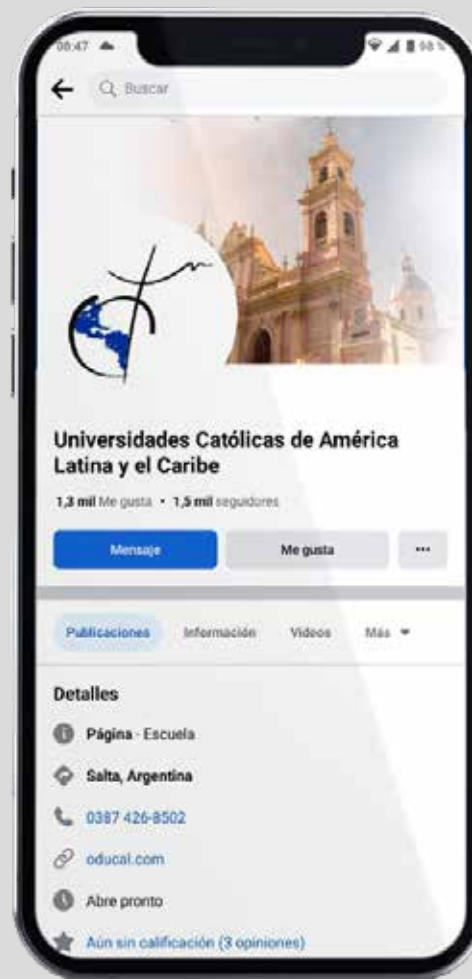 08:47
98 %
Buscar
Universidades Católicas de América
Latina y el Caribe
1,3 mil Me gusta • 1,5 mil seguidores
Mensaje
Me gusta
...
Publicaciones Información Videos Más
Detalles
Página · Escuela
Salta, Argentina
0387 426-8502
oducal.com
Abre pronto
Aún sin calificación (3 opiniones)